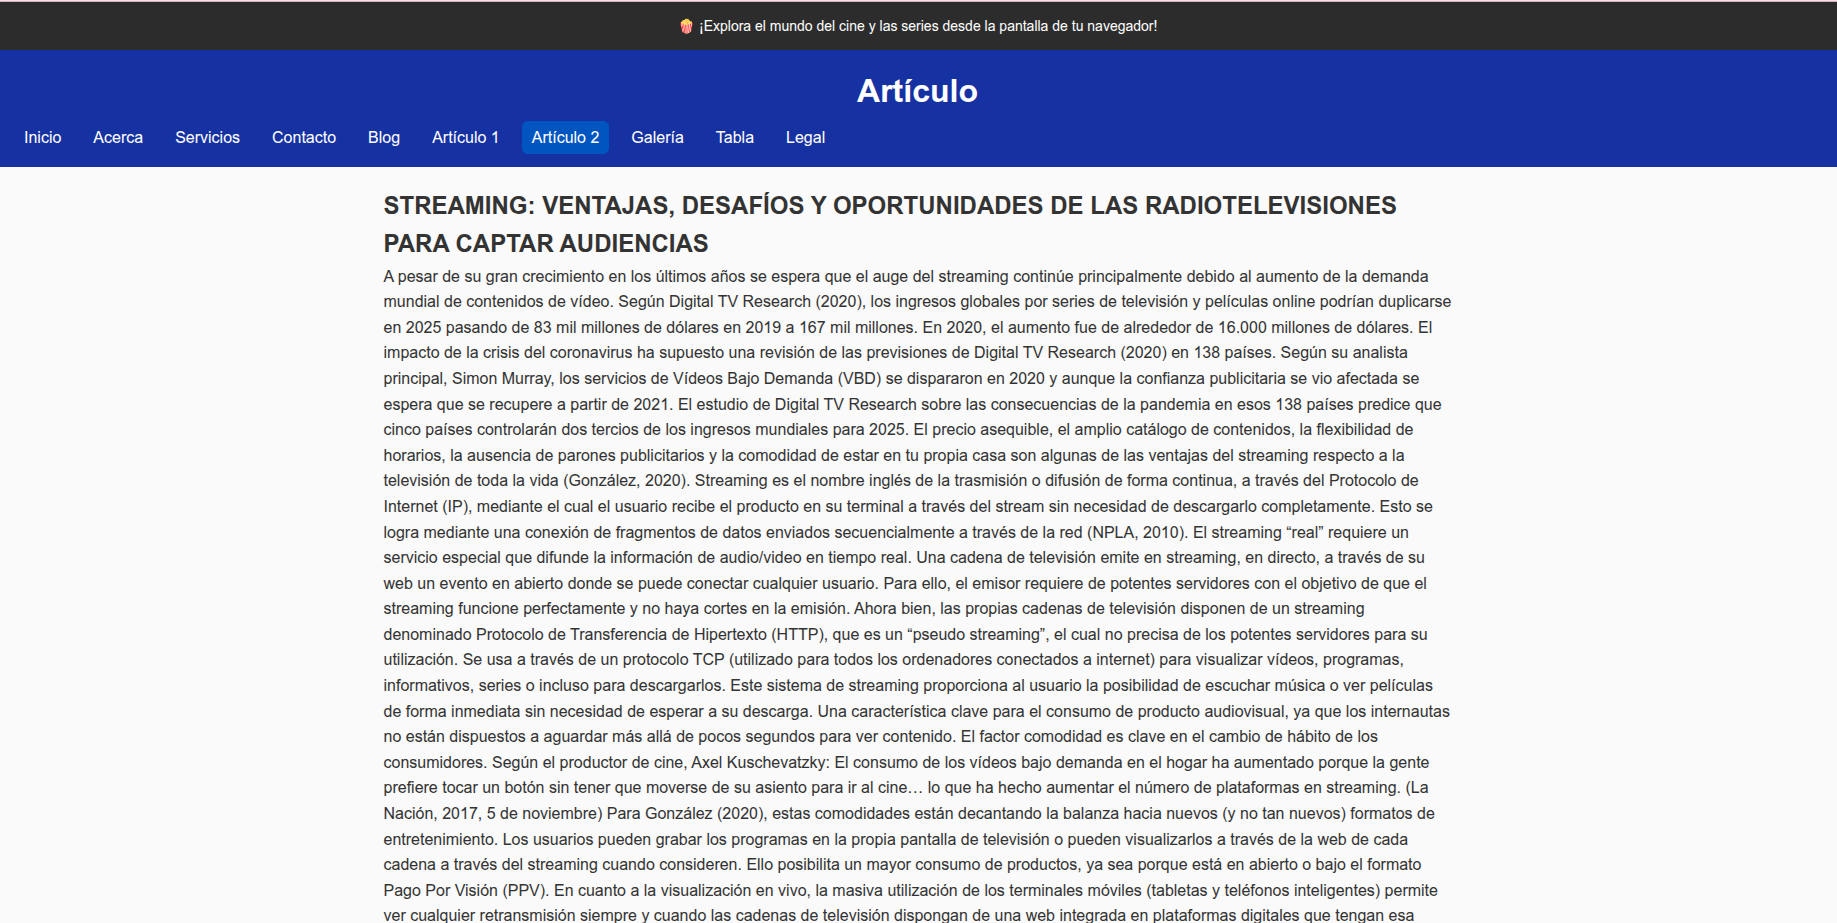 🍿 ¡Explora el mundo del cine y las series desde la pantalla de tu navegador!
Artículo
Inicio Acerca Servicios Contacto Blog Artículo 1 Artículo 2 Galería Tabla Legal
STREAMING: VENTAJAS, DESAFÍOS Y OPORTUNIDADES DE LAS RADIOTELEVISIONES
PARA CAPTAR AUDIENCIAS
A pesar de su gran crecimiento en los últimos años se espera que el auge del streaming continúe principalmente debido al aumento de la demanda
mundial de contenidos de vídeo. Según Digital TV Research (2020), los ingresos globales por series de televisión y películas online podrían duplicarse
en 2025 pasando de 83 mil millones de dólares en 2019 a 167 mil millones. En 2020, el aumento fue de alrededor de 16.000 millones de dólares. El
impacto de la crisis del coronavirus ha supuesto una revisión de las previsiones de Digital TV Research (2020) en 138 países. Según su analista
principal, Simon Murray, los servicios de Vídeos Bajo Demanda (VBD) se dispararon en 2020 y aunque la confianza publicitaria se vio afectada se
espera que se recupere a partir de 2021. El estudio de Digital TV Research sobre las consecuencias de la pandemia en esos 138 países predice que
cinco países controlarán dos tercios de los ingresos mundiales para 2025. El precio asequible, el amplio catálogo de contenidos, la flexibilidad de
horarios, la ausencia de parones publicitarios y la comodidad de estar en tu propia casa son algunas de las ventajas del streaming respecto a la
televisión de toda la vida (González, 2020). Streaming es el nombre inglés de la trasmisión o difusión de forma continua, a través del Protocolo de
Internet (IP), mediante el cual el usuario recibe el producto en su terminal a través del stream sin necesidad de descargarlo completamente. Esto se
logra mediante una conexión de fragmentos de datos enviados secuencialmente a través de la red (NPLA, 2010). El streaming “real” requiere un
servicio especial que difunde la información de audio/video en tiempo real. Una cadena de televisión emite en streaming, en directo, a través de su
web un evento en abierto donde se puede conectar cualquier usuario. Para ello, el emisor requiere de potentes servidores con el objetivo de que el
streaming funcione perfectamente y no haya cortes en la emisión. Ahora bien, las propias cadenas de televisión disponen de un streaming
denominado Protocolo de Transferencia de Hipertexto (HTTP), que es un “pseudo streaming”, el cual no precisa de los potentes servidores para su
utilización. Se usa a través de un protocolo TCP (utilizado para todos los ordenadores conectados a internet) para visualizar vídeos, programas,
informativos, series o incluso para descargarlos. Este sistema de streaming proporciona al usuario la posibilidad de escuchar música o ver películas
de forma inmediata sin necesidad de esperar a su descarga. Una característica clave para el consumo de producto audiovisual, ya que los internautas
no están dispuestos a aguardar más allá de pocos segundos para ver contenido. El factor comodidad es clave en el cambio de hábito de los
consumidores. Según el productor de cine, Axel Kuschevatzky: El consumo de los vídeos bajo demanda en el hogar ha aumentado porque la gente
prefiere tocar un botón sin tener que moverse de su asiento para ir al cine… lo que ha hecho aumentar el número de plataformas en streaming. (La
Nación, 2017, 5 de noviembre) Para González (2020), estas comodidades están decantando la balanza hacia nuevos (y no tan nuevos) formatos de
entretenimiento. Los usuarios pueden grabar los programas en la propia pantalla de televisión o pueden visualizarlos a través de la web de cada
cadena a través del streaming cuando consideren. Ello posibilita un mayor consumo de productos, ya sea porque está en abierto o bajo el formato
Pago Por Visión (PPV). En cuanto a la visualización en vivo, la masiva utilización de los terminales móviles (tabletas y teléfonos inteligentes) permite
ver cualquier retransmisión siempre y cuando las cadenas de televisión dispongan de una web integrada en plataformas digitales que tengan esa